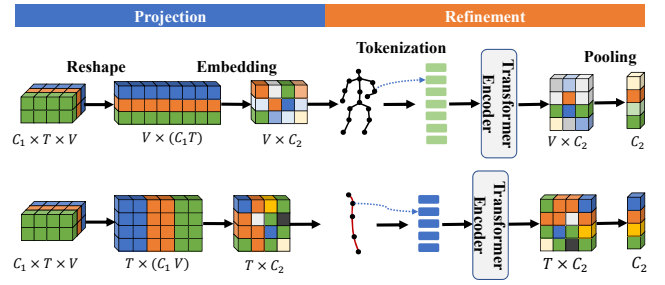 Projection
Refinement
Reshape
Embedding
Tokenization
Transformer
Encoder
Pooling
C₁ × T × V
V × (C₁T)
V × C₂
V × C₂
C₂
Transformer
Encoder
C₁ × T × V
T × (C₁ V)
T × C₂
T × C₂
C₂